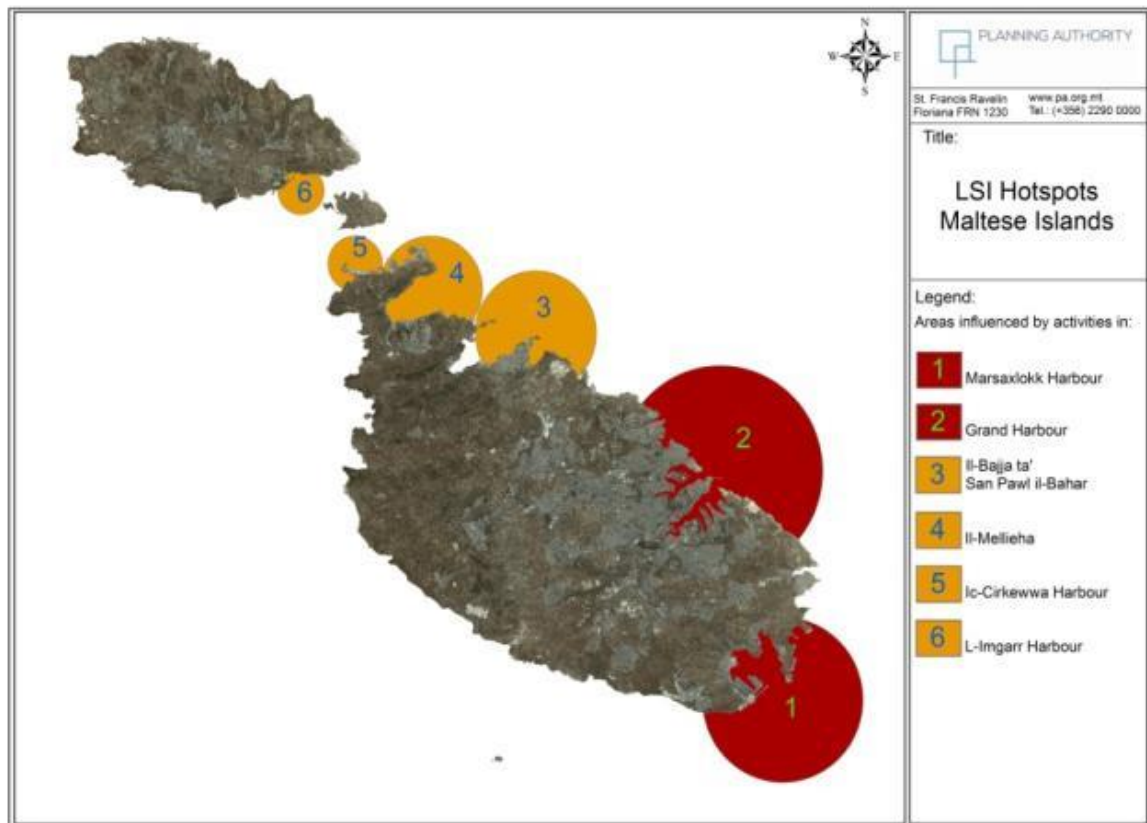 N
W E
S
6
5
4
3
2
1
PLANNING AUTHORITY
St. Francis Ravelin www.pa.org.mt
Floriana FRN 1230 Tel.: (+356) 2290 0000
Title:
LSI Hotspots
Maltese Islands
Legend:
Areas influenced by activities in:
1 Marsaxlokk Harbour
2 Grand Harbour
3 Il-Bajja ta'
San Pawl il-Bahar
4 Il-Mellieha
5 Ic-Cirkewwa Harbour
6 L-Imgarr Harbour